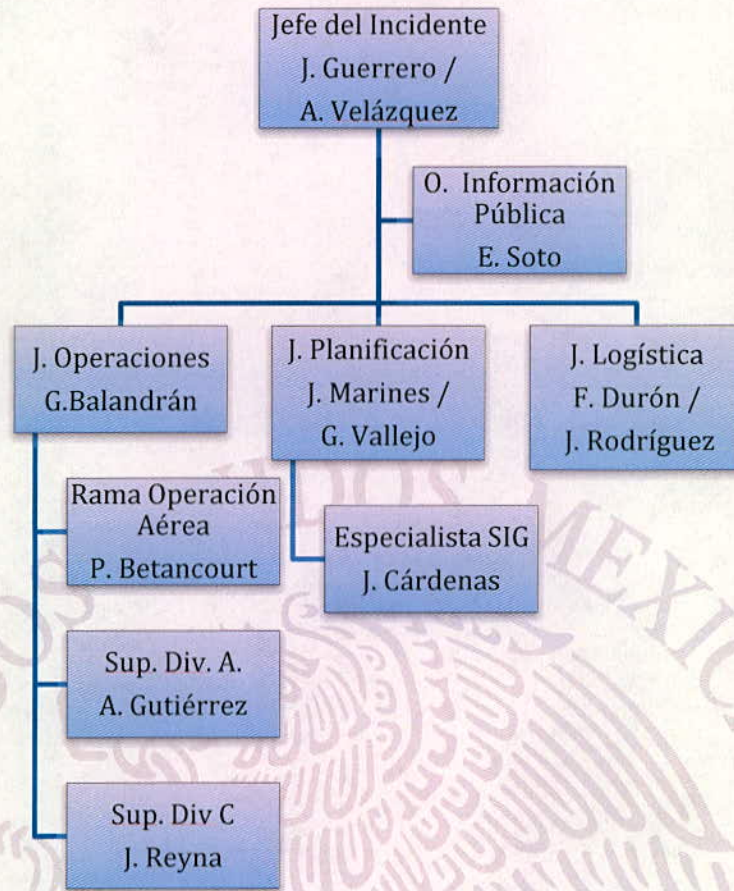 Jefe del Incidente
J. Guerrero /
A. Velázquez
O. Información
Pública
E. Soto
J. Operaciones
G.Balandrán
J. Planificación
J. Marines /
G. Vallejo
J. Logística
F. Durón /
J. Rodríguez
Rama Operación
Aérea
P. Betancourt
Especialista SIG
J. Cárdenas
Sup. Div. A.
A. Gutiérrez
Sup. Div C
J. Reyna